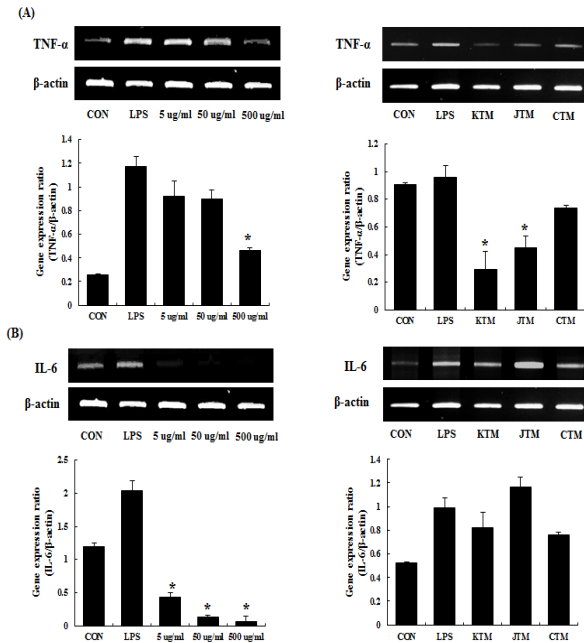 (A)
TNF-α
β-actin
CON LPS 5 ug/ml 50 ug/ml 500 ug/ml
Gene expression ratio
(TNF-α/β-actin)
1.4
1.2
1
0.8
0.6
0.4
0.2
0
*
CON LPS 5 ug/ml 50 ug/ml 500 ug/ml
TNF-α
β-actin
CON LPS KTM JTM CTM
Gene expression ratio
(TNF-α/β-actin)
1.2
1
0.8
0.6
0.4
0.2
0
* *
CON LPS KTM JTM CTM
(B)
IL-6
β-actin
CON LPS 5 ug/ml 50 ug/ml 500 ug/ml
Gene expression ratio
(IL-6/β-actin)
2.5
2
1.5
1
0.5
0
* * *
CON LPS 5 ug/ml 50 ug/ml 500 ug/ml
IL-6
β-actin
CON LPS KTM JTM CTM
Gene expression ratio
(IL-6/β-actin)
1.4
1.2
1
0.8
0.6
0.4
0.2
0
CON LPS KTM JTM CTM